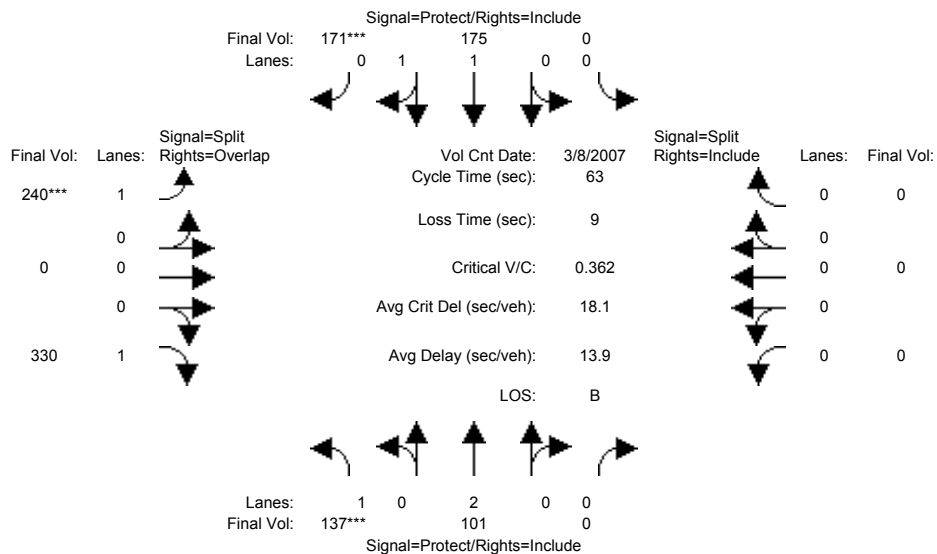 Signal=Protect/Rights=Include
Final Vol: 171*** 175 0
Lanes: 0 1 1 0 0
Signal=Split Signal=Split
Final Vol: Lanes: Rights=Overlap Vol Cnt Date: 3/8/2007 Rights=Include Lanes: Final Vol:
Cycle Time (sec): 63
240*** 1 0 0
Loss Time (sec): 9
0 0
0 0 Critical V/C: 0.362 0 0
0 Avg Crit Del (sec/veh): 18.1 0
330 1 Avg Delay (sec/veh): 13.9 0 0
LOS: B
Lanes: 1 0 2 0 0
Final Vol: 137*** 101 0
Signal=Protect/Rights=Include